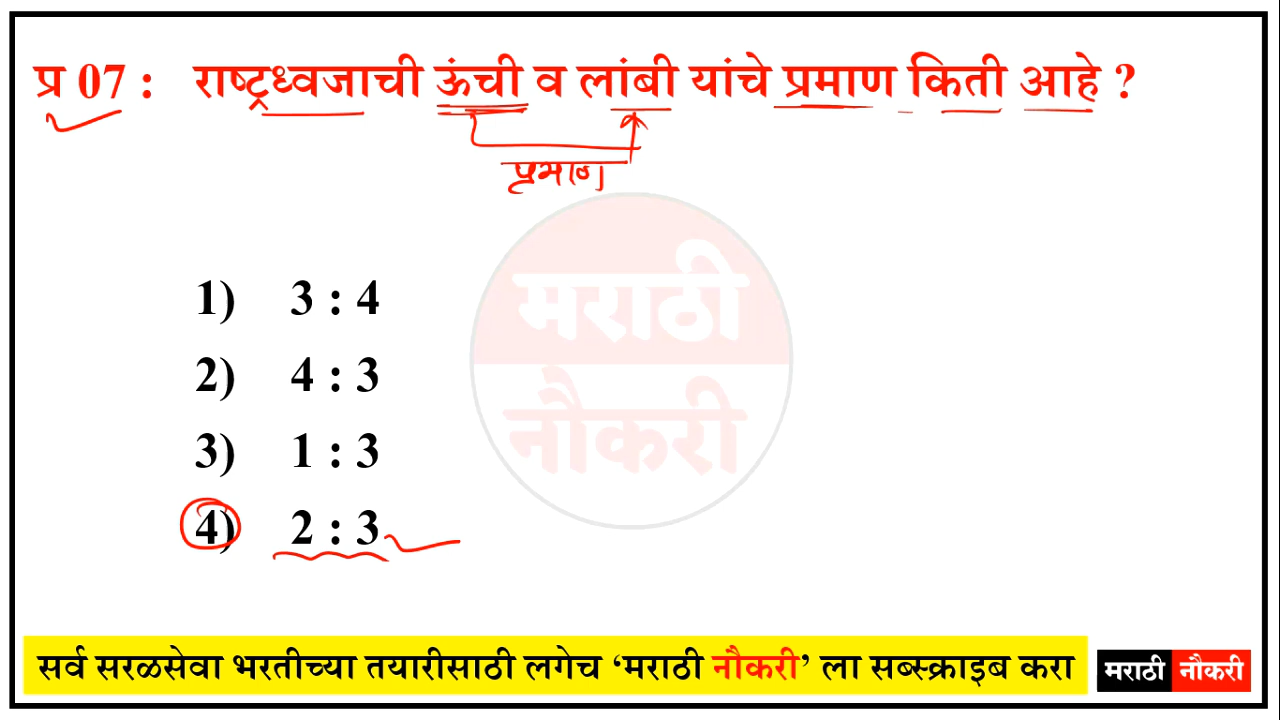 प्र 07 : राष्ट्रध्वजाची ऊंची व लांबी यांचे प्रमाण किती आहे ?
प्रमाण
मराठी
नौकरी
1) 3 : 4
2) 4 : 3
3) 1 : 3
4) 2 : 3
सर्व सरळसेवा भरतीच्या तयारीसाठी लगेच ‘मराठी नौकरी’ ला सब्स्क्राइब करा
मराठी नौकरी